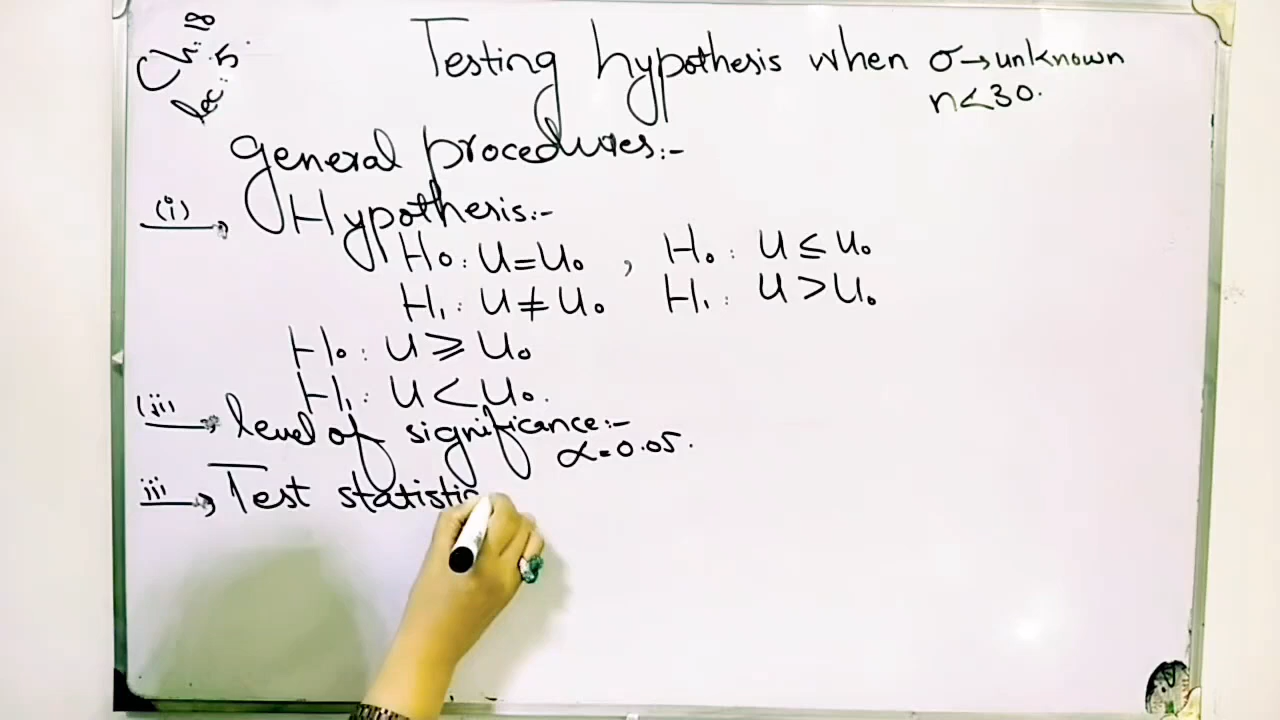 Ch: 18
Lec: 5.
Testing hypothesis when σ→unknown
n<30.
General procedures:-
(i) → Hypothesis:-
H₀: U=U₀ , H₀: U≤U₀
H₁: U≠U₀ H₁: U>U₀
H₀: U≥U₀
H₁: U<U₀.
(ii) → level of significance:-
α=0.05.
iii → Test statistic